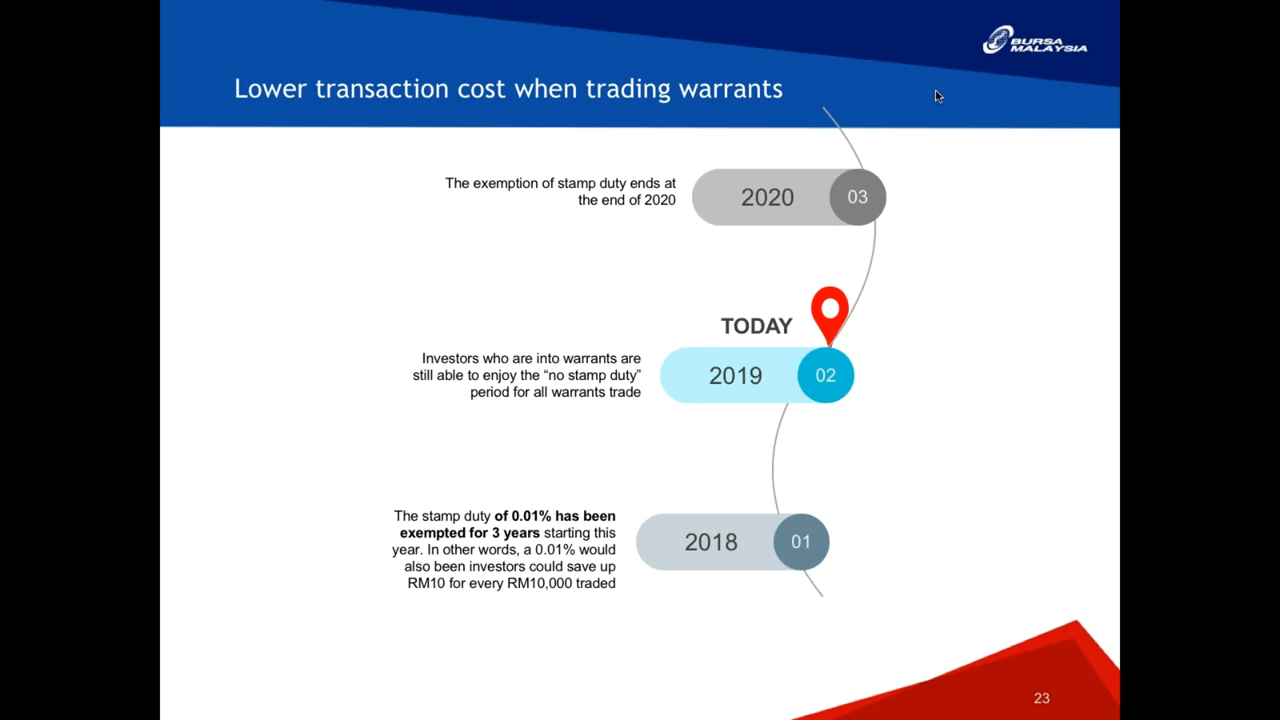 BURSA
MALAYSIA
Lower transaction cost when trading warrants
The exemption of stamp duty ends at
the end of 2020
2020
03
TODAY
Investors who are into warrants are
still able to enjoy the “no stamp duty”
period for all warrants trade
2019
02
The stamp duty of 0.01% has been
exempted for 3 years starting this
year. In other words, a 0.01% would
also been investors could save up
RM10 for every RM10,000 traded
2018
01
23